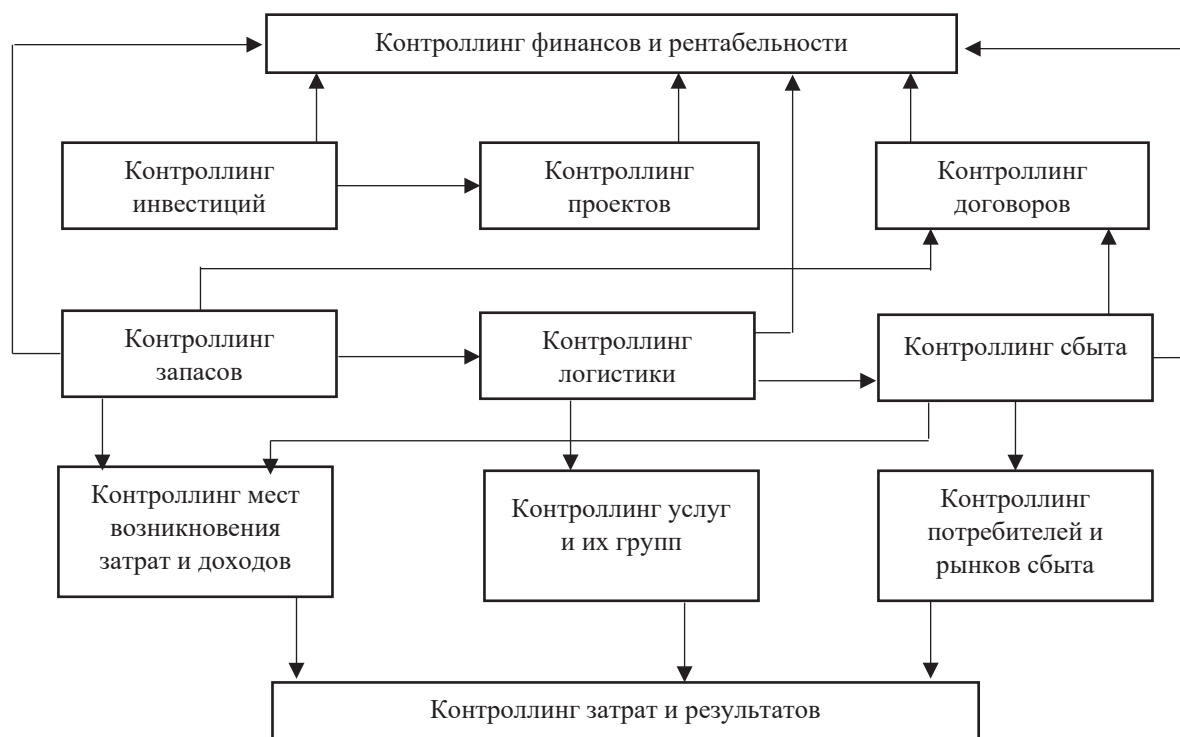 Контроллинг финансов и рентабельности
Контроллинг
инвестиций
Контроллинг
проектов
Контроллинг
договоров
Контроллинг
запасов
Контроллинг
логистики
Контроллинг сбыта
Контроллинг мест
возникновения
затрат и доходов
Контроллинг услуг
и их групп
Контроллинг
потребителей и
рынков сбыта
Контроллинг затрат и результатов